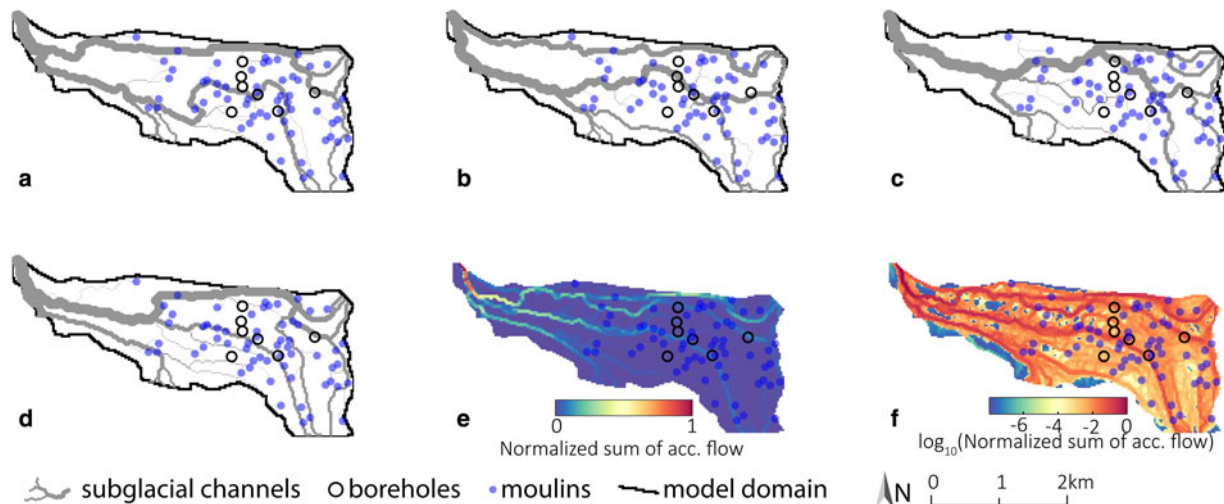 a
b
c
d
e
0 1
Normalized sum of acc. flow
f
-6 -4 -2 0
log10(Normalized sum of acc. flow)
subglacial channels boreholes moulins model domain
N
0 1 2km